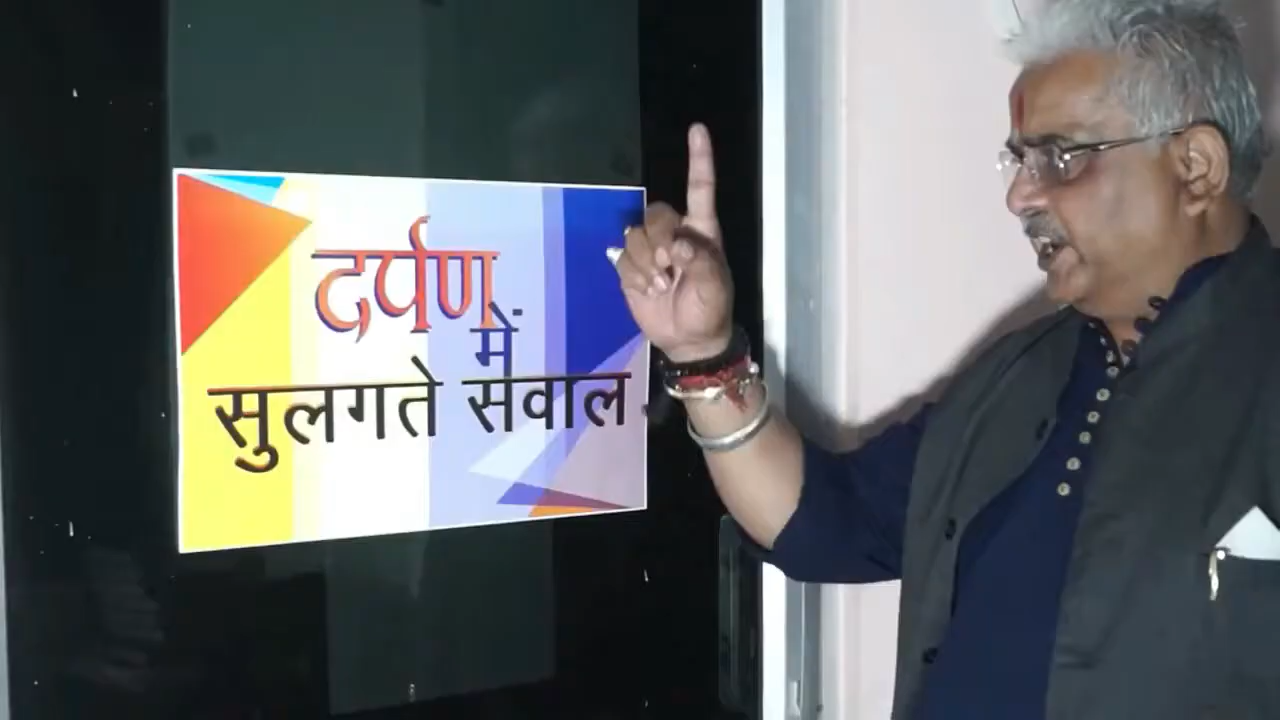 दर्पण
में
सुलगते सवाल